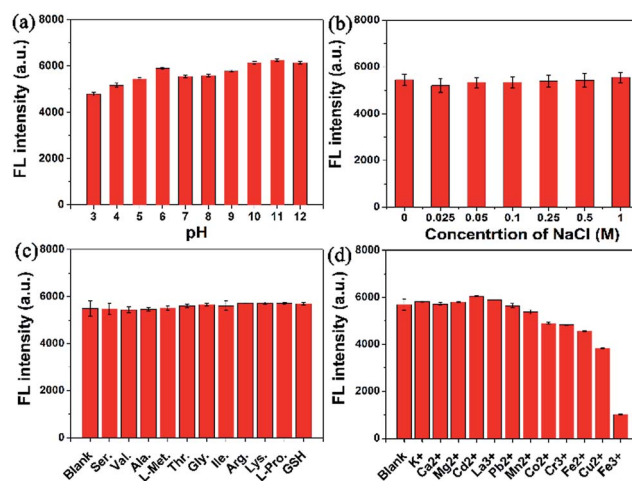 (a)
8000
6000
4000
2000
0
FL intensity (a.u.)
3 4 5 6 7 8 9 10 11 12
pH
(b)
8000
6000
4000
2000
0
FL intensity (a.u.)
0 0.025 0.05 0.1 0.25 0.5 1
Concentrtion of NaCl (M)
(c)
8000
6000
4000
2000
0
FL intensity (a.u.)
Blank Ser. Val. Ala. L-Met. Thr. Gly. Ile. Arg. Lys. L-Pro. GSH
(d)
8000
6000
4000
2000
0
FL intensity (a.u.)
Blank K+ Ca2+ Mg2+ Cd2+ La3+ Pb2+ Mn2+ Co2+ Cr3+ Fe2+ Cu2+ Fe3+